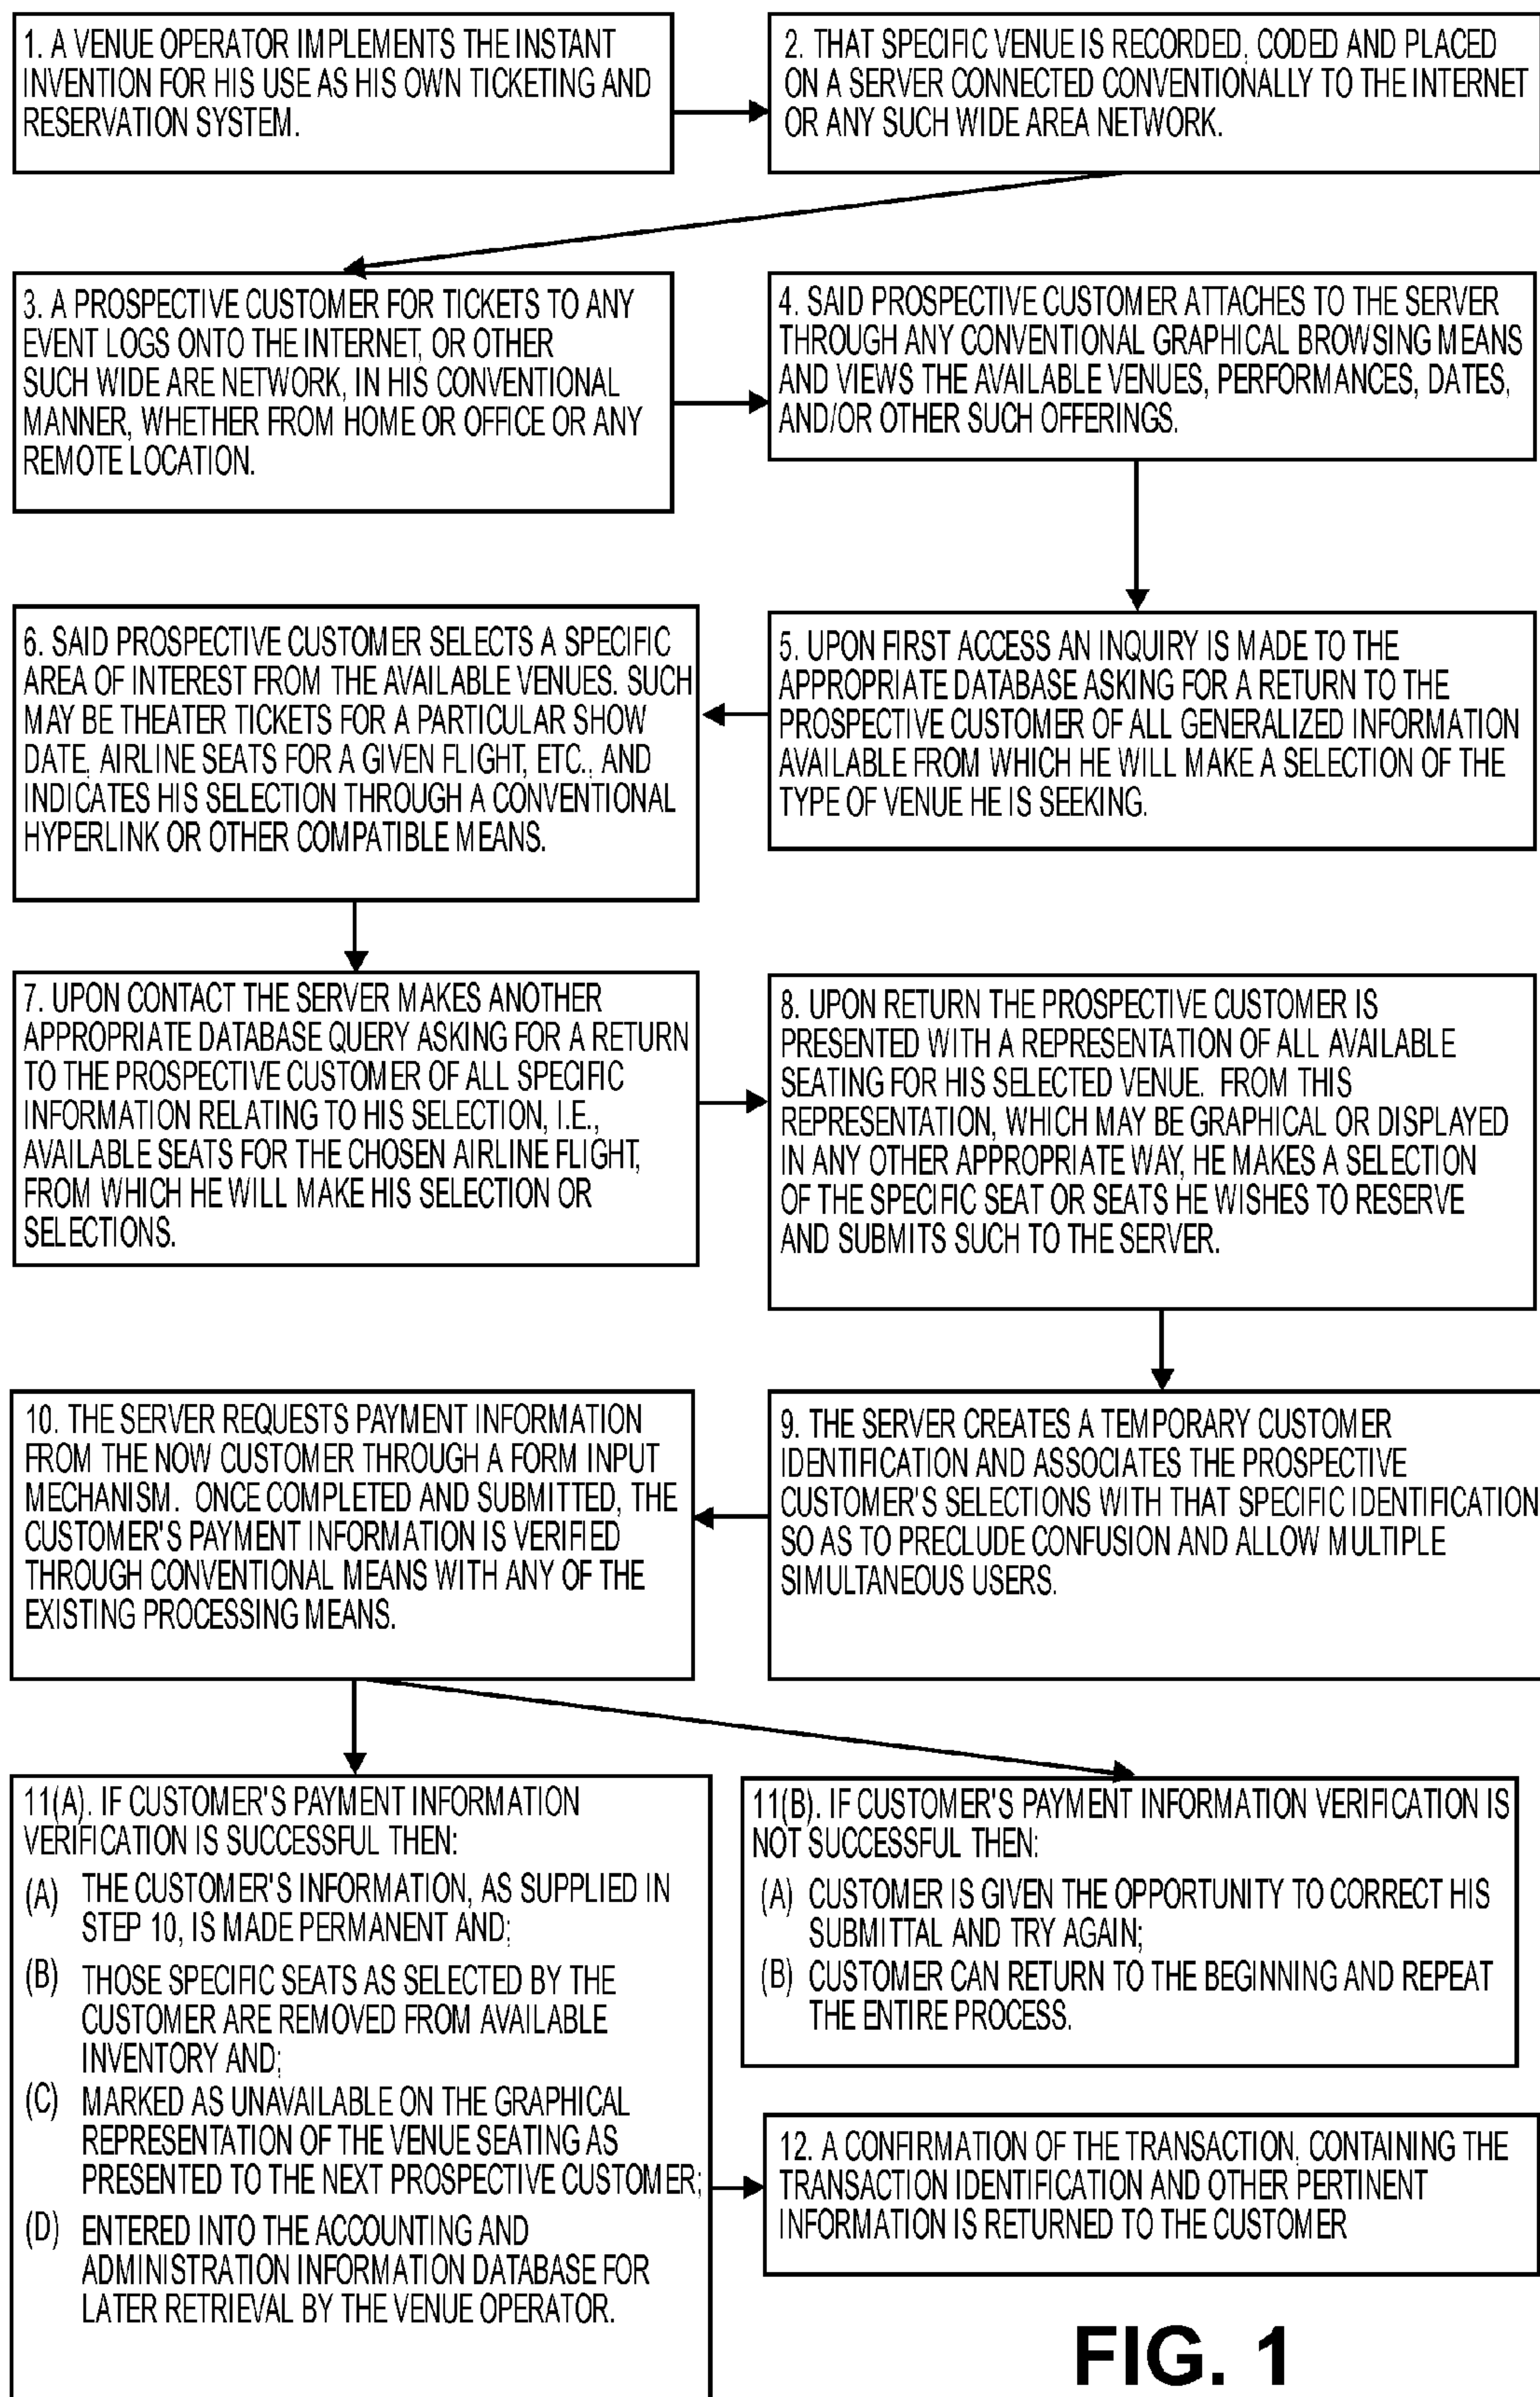 1. A VENUE OPERATOR IMPLEMENTS THE INSTANT
INVENTION FOR HIS USE AS HIS OWN TICKETING AND
RESERVATION SYSTEM.
2. THAT SPECIFIC VENUE IS RECORDED, CODED AND PLACED
ON A SERVER CONNECTED CONVENTIONALLY TO THE INTERNET
OR ANY SUCH WIDE AREA NETWORK.
3. A PROSPECTIVE CUSTOMER FOR TICKETS TO ANY
EVENT LOGS ONTO THE INTERNET, OR OTHER
SUCH WIDE ARE NETWORK, IN HIS CONVENTIONAL
MANNER, WHETHER FROM HOME OR OFFICE OR ANY
REMOTE LOCATION.
4. SAID PROSPECTIVE CUSTOMER ATTACHES TO THE SERVER
THROUGH ANY CONVENTIONAL GRAPHICAL BROWSING MEANS
AND VIEWS THE AVAILABLE VENUES, PERFORMANCES, DATES,
AND/OR OTHER SUCH OFFERINGS.
5. UPON FIRST ACCESS AN INQUIRY IS MADE TO THE
APPROPRIATE DATABASE ASKING FOR A RETURN TO THE
PROSPECTIVE CUSTOMER OF ALL GENERALIZED INFORMATION
AVAILABLE FROM WHICH HE WILL MAKE A SELECTION OF THE
TYPE OF VENUE HE IS SEEKING.
6. SAID PROSPECTIVE CUSTOMER SELECTS A SPECIFIC
AREA OF INTEREST FROM THE AVAILABLE VENUES. SUCH
MAY BE THEATER TICKETS FOR A PARTICULAR SHOW
DATE, AIRLINE SEATS FOR A GIVEN FLIGHT, ETC., AND
INDICATES HIS SELECTION THROUGH A CONVENTIONAL
HYPERLINK OR OTHER COMPATIBLE MEANS.
7. UPON CONTACT THE SERVER MAKES ANOTHER
APPROPRIATE DATABASE QUERY ASKING FOR A RETURN
TO THE PROSPECTIVE CUSTOMER OF ALL SPECIFIC
INFORMATION RELATING TO HIS SELECTION, I.E.,
AVAILABLE SEATS FOR THE CHOSEN AIRLINE FLIGHT,
FROM WHICH HE WILL MAKE HIS SELECTION OR
SELECTIONS.
8. UPON RETURN THE PROSPECTIVE CUSTOMER IS
PRESENTED WITH A REPRESENTATION OF ALL AVAILABLE
SEATING FOR HIS SELECTED VENUE. FROM THIS
REPRESENTATION, WHICH MAY BE GRAPHICAL OR DISPLAYED
IN ANY OTHER APPROPRIATE WAY, HE MAKES A SELECTION
OF THE SPECIFIC SEAT OR SEATS HE WISHES TO RESERVE
AND SUBMITS SUCH TO THE SERVER.
9. THE SERVER CREATES A TEMPORARY CUSTOMER
IDENTIFICATION AND ASSOCIATES THE PROSPECTIVE
CUSTOMER'S SELECTIONS WITH THAT SPECIFIC IDENTIFICATION
SO AS TO PRECLUDE CONFUSION AND ALLOW MULTIPLE
SIMULTANEOUS USERS.
10. THE SERVER REQUESTS PAYMENT INFORMATION
FROM THE NOW CUSTOMER THROUGH A FORM INPUT
MECHANISM. ONCE COMPLETED AND SUBMITTED, THE
CUSTOMER'S PAYMENT INFORMATION IS VERIFIED
THROUGH CONVENTIONAL MEANS WITH ANY OF THE
EXISTING PROCESSING MEANS.
11(A). IF CUSTOMER'S PAYMENT INFORMATION
VERIFICATION IS SUCCESSFUL THEN:
(A) THE CUSTOMER'S INFORMATION, AS SUPPLIED IN
STEP 10, IS MADE PERMANENT AND;
(B) THOSE SPECIFIC SEATS AS SELECTED BY THE
CUSTOMER ARE REMOVED FROM AVAILABLE
INVENTORY AND;
(C) MARKED AS UNAVAILABLE ON THE GRAPHICAL
REPRESENTATION OF THE VENUE SEATING AS
PRESENTED TO THE NEXT PROSPECTIVE CUSTOMER;
(D) ENTERED INTO THE ACCOUNTING AND
ADMINISTRATION INFORMATION DATABASE FOR
LATER RETRIEVAL BY THE VENUE OPERATOR.
11(B). IF CUSTOMER'S PAYMENT INFORMATION VERIFICATION IS
NOT SUCCESSFUL THEN:
(A) CUSTOMER IS GIVEN THE OPPORTUNITY TO CORRECT HIS
SUBMITTAL AND TRY AGAIN;
(B) CUSTOMER CAN RETURN TO THE BEGINNING AND REPEAT
THE ENTIRE PROCESS.
12. A CONFIRMATION OF THE TRANSACTION, CONTAINING THE
TRANSACTION IDENTIFICATION AND OTHER PERTINENT
INFORMATION IS RETURNED TO THE CUSTOMER
FIG. 1